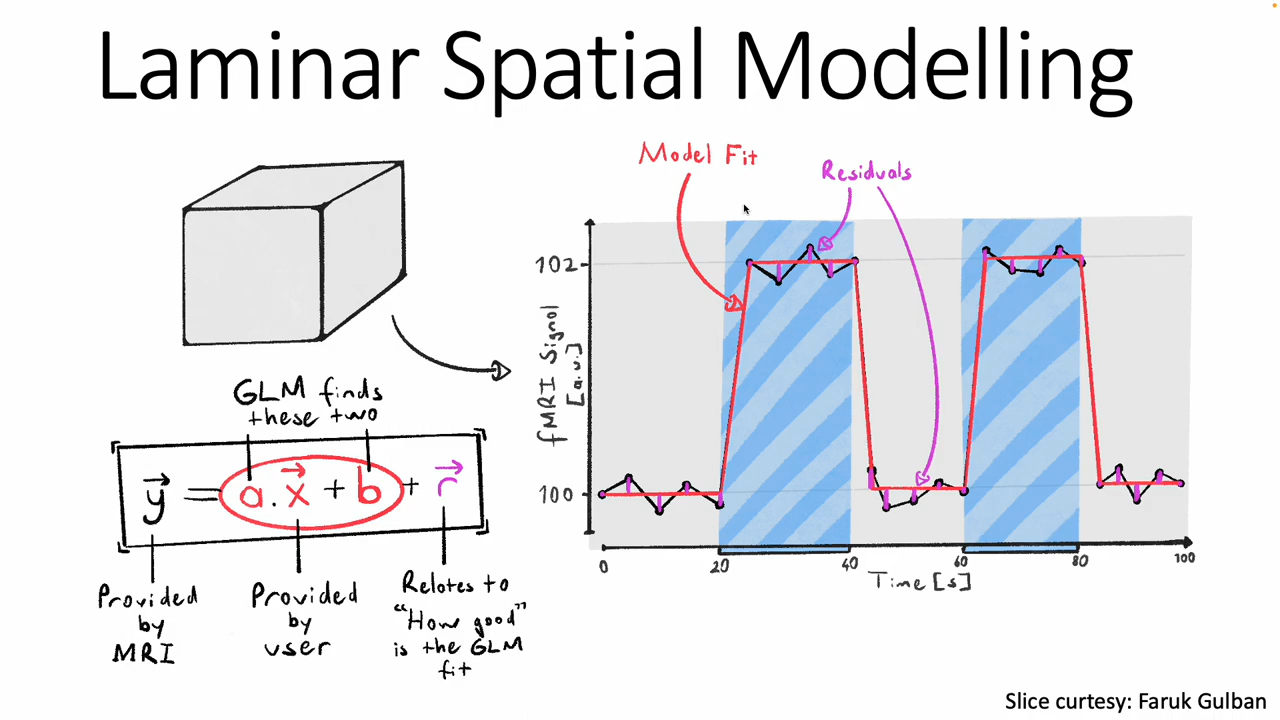 Laminar Spatial Modelling
Model Fit
Residuals
102
100
fMRI Signal
[a.u.]
0
20
40
60
80
100
Time [s]
GLM finds
these two
y = a.x + b + r
Provided
by
MRI
Provided
by
user
Relates to
"How good"
is the GLM
fit
Slice curtesy: Faruk Gulban